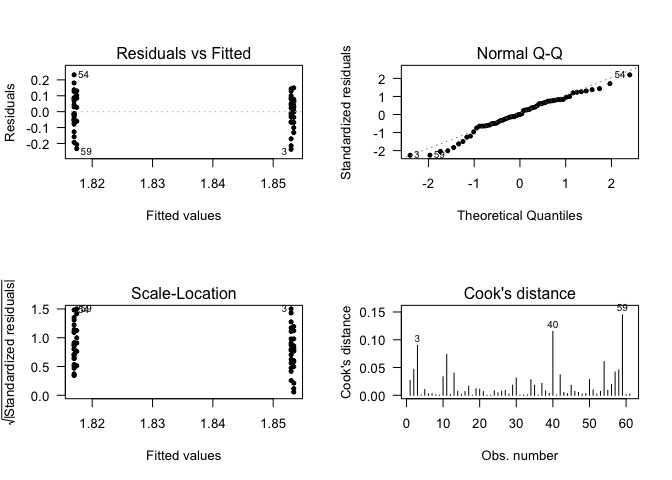 Residuals vs Fitted
Residuals
0.2
0.1
0.0
-0.1
-0.2
54
59
3
1.82 1.83 1.84 1.85
Fitted values
Normal Q-Q
Standardized residuals
2
1
0
-1
-2
54
3 59
-2 -1 0 1 2
Theoretical Quantiles
Scale-Location
√|Standardized residuals|
1.5
1.0
0.5
0.0
3
1.82 1.83 1.84 1.85
Fitted values
Cook's distance
Cook's distance
0.15
0.10
0.05
0.00
3
40
59
0 10 20 30 40 50 60
Obs. number